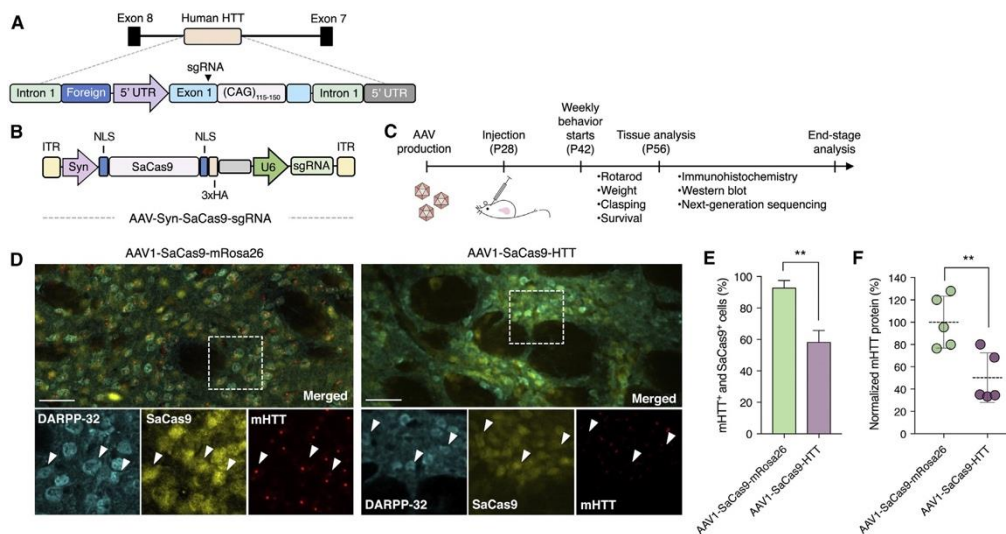 A
Exon 8
Human HTT
Exon 7
sgRNA
Intron 1
Foreign
5' UTR
Exon 1
(CAG)115-150
Intron 1
5' UTR
B
ITR
NLS
NLS
ITR
Syn
SaCas9
U6
sgRNA
3xHA
AAV-Syn-SaCas9-sgRNA
C
AAV
production
Injection
(P28)
Weekly
behavior
starts
(P42)
Tissue analysis
(P56)
End-stage
analysis
•Rotarod
•Weight
•Clasping
•Survival
•Immunohistochemistry
•Western blot
•Next-generation sequencing
D
AAV1-SaCas9-mRosa26
Merged
DARPP-32
SaCas9
mHTT
AAV1-SaCas9-HTT
Merged
DARPP-32
SaCas9
mHTT
E
mHTT+ and SaCas9+ cells (%)
100
80
60
40
20
0
**
AAV1-SaCas9-mRosa26
AAV1-SaCas9-HTT
F
Normalized mHTT protein (%)
140
120
100
80
60
40
20
0
**
AAV1-SaCas9-mRosa26
AAV1-SaCas9-HTT